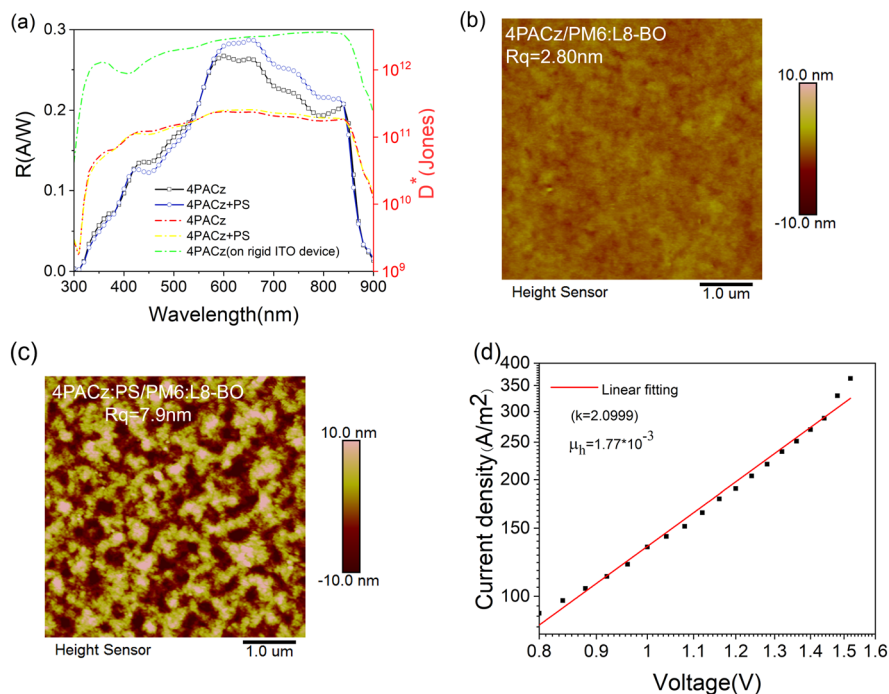 (a)
0.3
0.2
0.1
0.0
R(A/W)
10¹²
10¹¹
10¹⁰
10⁹
D* (Jones)
4PACz
4PACz+PS
4PACz
4PACz+PS
4PACz(on rigid ITO device)
300 400 500 600 700 800 900
Wavelength(nm)
(b)
4PACz/PM6:L8-BO
Rq=2.80nm
10.0 nm
-10.0 nm
Height Sensor
1.0 um
(c)
4PACz:PS/PM6:L8-BO
Rq=7.9nm
10.0 nm
-10.0 nm
Height Sensor
1.0 um
(d)
400
350
300
250
200
150
100
Current density(A/m²)
Linear fitting
(k=2.0999)
μh=1.77*10⁻³
0.8 0.9 1 1.1 1.2 1.3 1.4 1.5 1.6
Voltage(V)